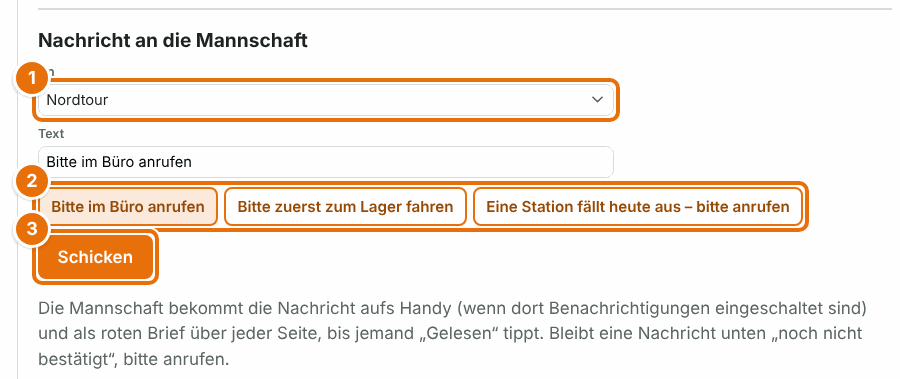 Nachricht an die Mannschaft
1
Nordtour
Text
Bitte im Büro anrufen
2
Bitte im Büro anrufen
Bitte zuerst zum Lager fahren
Eine Station fällt heute aus – bitte anrufen
3
Schicken
Die Mannschaft bekommt die Nachricht aufs Handy (wenn dort Benachrichtigungen eingeschaltet sind)
und als roten Brief über jeder Seite, bis jemand „Gelesen“ tippt. Bleibt eine Nachricht unten „noch nicht
bestätigt“, bitte anrufen.